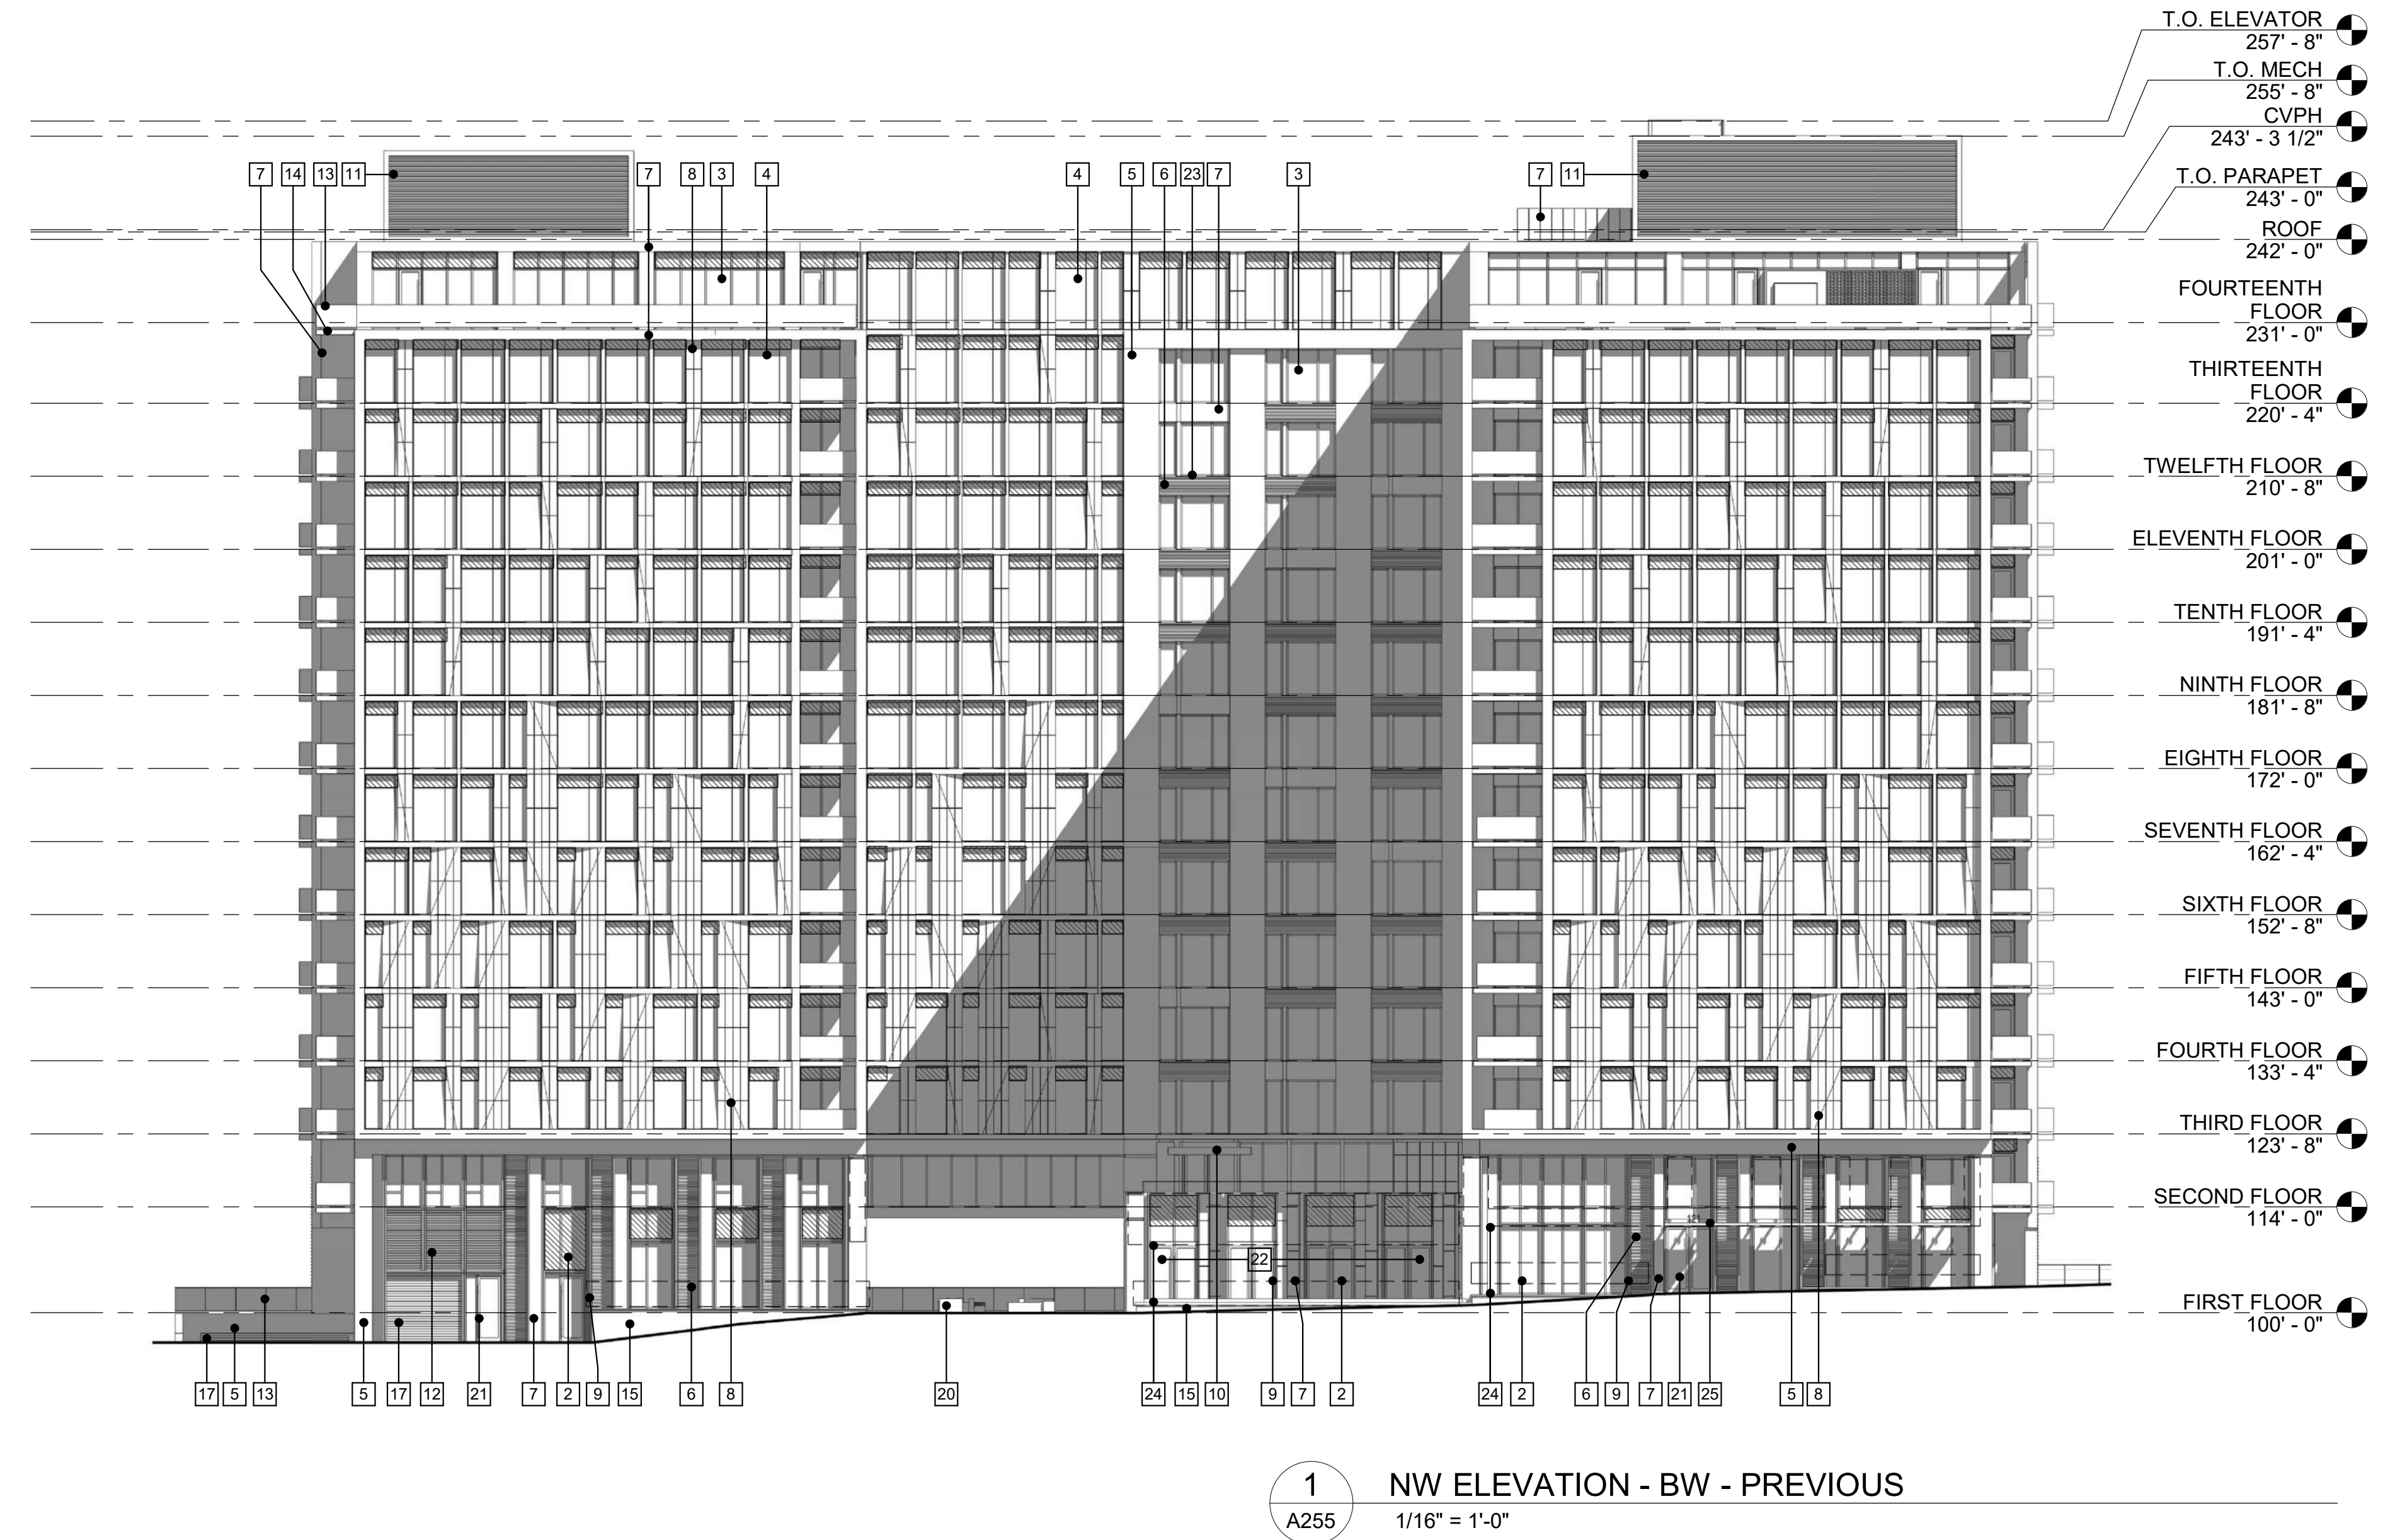 T.O. ELEVATOR
257' - 8"
T.O. MECH
255' - 8"
CVPH
243' - 3 1/2"
T.O. PARAPET
243' - 0"
ROOF
242' - 0"
FOURTEENTH
FLOOR
231' - 0"
THIRTEENTH
FLOOR
220' - 4"
TWELFTH FLOOR
210' - 8"
ELEVENTH FLOOR
201' - 0"
TENTH FLOOR
191' - 4"
NINTH FLOOR
181' - 8"
EIGHTH FLOOR
172' - 0"
SEVENTH FLOOR
162' - 4"
SIXTH FLOOR
152' - 8"
FIFTH FLOOR
143' - 0"
FOURTH FLOOR
133' - 4"
THIRD FLOOR
123' - 8"
SECOND FLOOR
114' - 0"
FIRST FLOOR
100' - 0"
7 14 13 11 7 8 3 4 4 5 6 23 7 3 7 11
121
22
17 5 13 5 17 12 21 7 2 9 15 6 8 20 24 15 10 9 7 2 24 2 6 9 7 21 25 5 8
1 NW ELEVATION - BW - PREVIOUS
A255 1/16" = 1'-0"